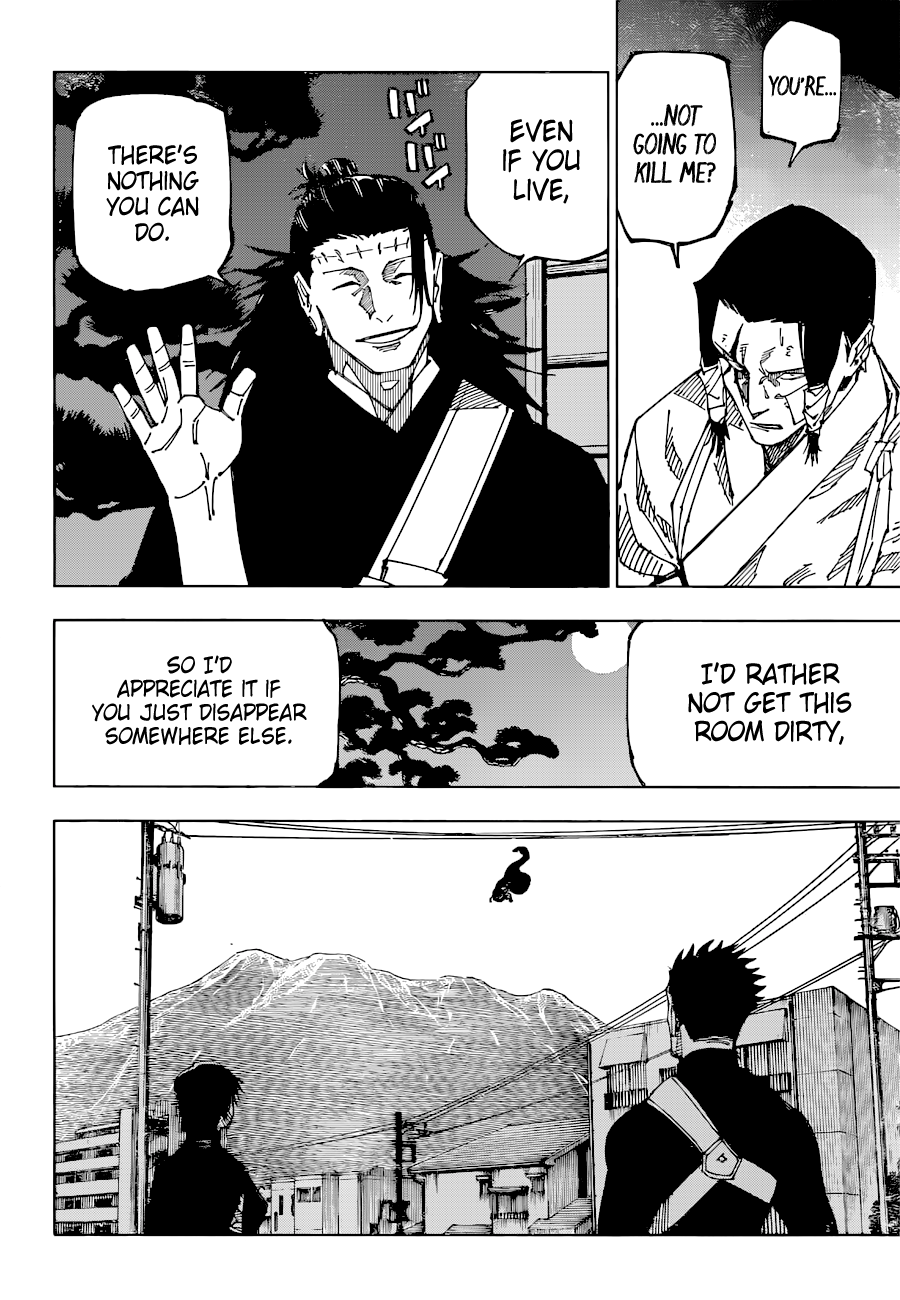 YOU'RE...
...NOT
GOING TO
KILL ME?
EVEN
IF YOU
LIVE,
THERE'S
NOTHING
YOU CAN
DO.
I'D RATHER
NOT GET THIS
ROOM DIRTY,
SO I'D
APPRECIATE IT IF
YOU JUST DISAPPEAR
SOMEWHERE ELSE.